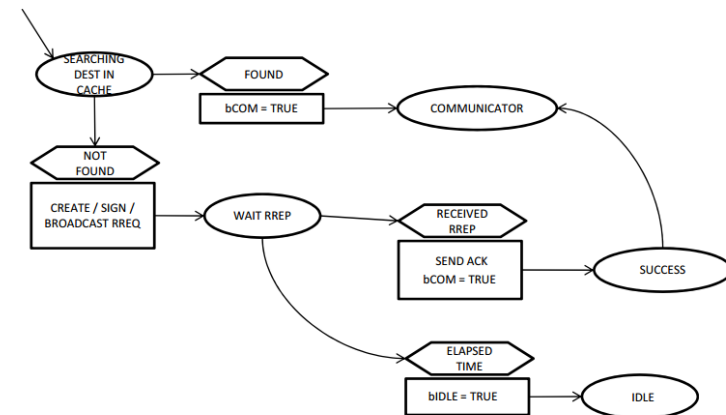 SEARCHING
DEST IN
CACHE
FOUND
bCOM = TRUE
COMMUNICATOR
NOT
FOUND
CREATE / SIGN /
BROADCAST RREQ
WAIT RREP
RECEIVED
RREP
SEND ACK
bCOM = TRUE
SUCCESS
ELAPSED
TIME
bIDLE = TRUE
IDLE